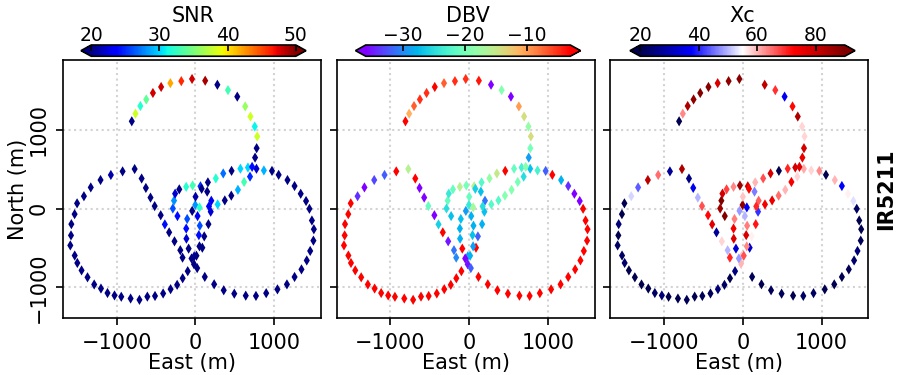 SNR DBV Xc
20 30 40 50 −30 −20 −10 20 40 60 80
North (m)
1000
0
−1000
−1000 0 1000 −1000 0 1000 −1000 0 1000
East (m) East (m) East (m)
IR5211